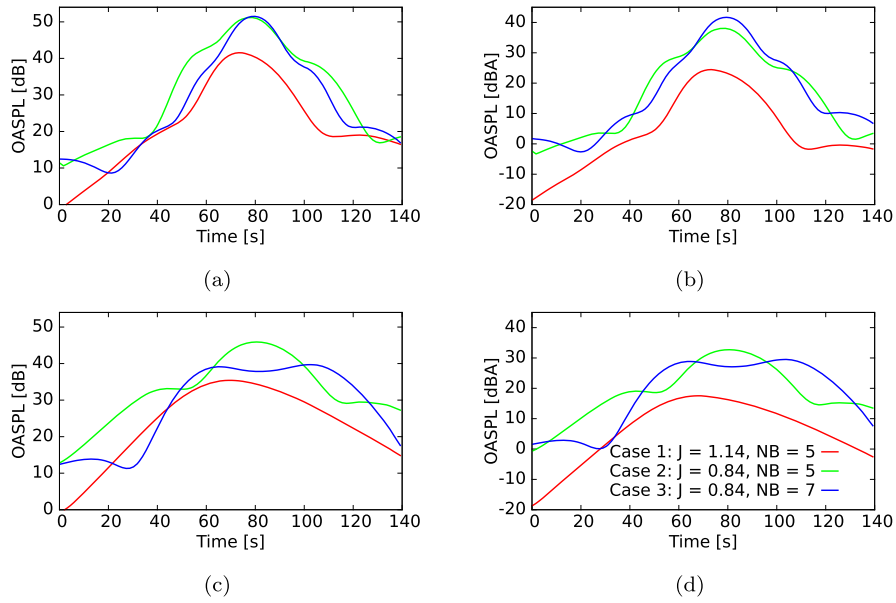 50
40
30
20
10
0
OASPL [dB]
0 20 40 60 80 100 120 140
Time [s]
(a)
40
30
20
10
0
-10
-20
OASPL [dBA]
0 20 40 60 80 100 120 140
Time [s]
(b)
50
40
30
20
10
0
OASPL [dB]
0 20 40 60 80 100 120 140
Time [s]
(c)
40
30
20
10
0
-10
-20
OASPL [dBA]
Case 1: J = 1.14, NB = 5
Case 2: J = 0.84, NB = 5
Case 3: J = 0.84, NB = 7
0 20 40 60 80 100 120 140
Time [s]
(d)